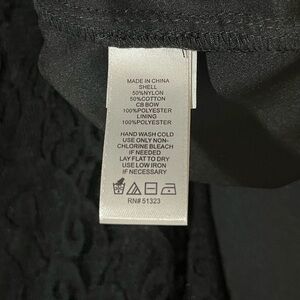 MADE IN CHINA
SHELL
50%NYLON
50%COTTON
CB BOW
100%POLYESTER
LINING
100%POLYESTER
HAND WASH COLD
USE ONLY NON-
CHLORINE BLEACH
IF NEEDED
LAY FLAT TO DRY
USE LOW IRON
IF NECESSARY
RN# 51323